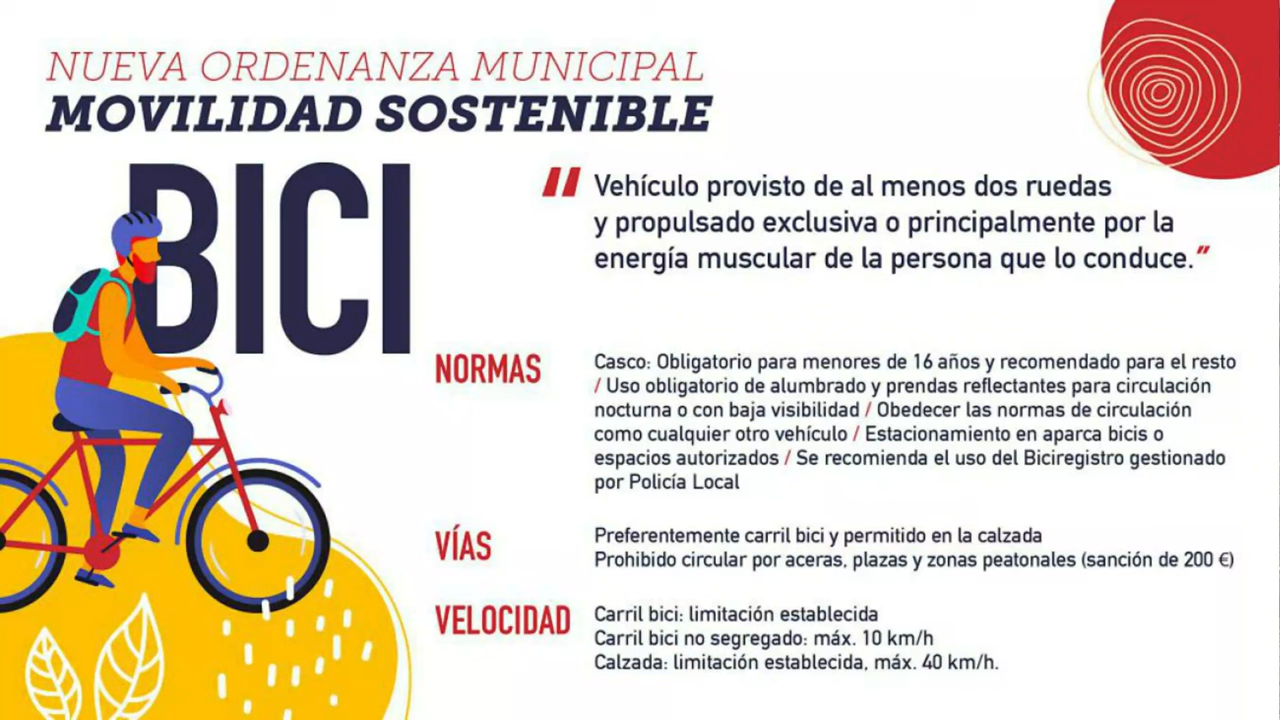 NUEVA ORDENANZA MUNICIPAL
MOVILIDAD SOSTENIBLE
BICI
" Vehículo provisto de al menos dos ruedas
y propulsado exclusiva o principalmente por la
energía muscular de la persona que lo conduce."
NORMAS
Casco: Obligatorio para menores de 16 años y recomendado para el resto
/ Uso obligatorio de alumbrado y prendas reflectantes para circulación
nocturna o con baja visibilidad / Obedecer las normas de circulación
como cualquier otro vehículo / Estacionamiento en aparca bicis o
espacios autorizados / Se recomienda el uso del Biciregistro gestionado
por Policía Local
VÍAS
Preferentemente carril bici y permitido en la calzada
Prohibido circular por aceras, plazas y zonas peatonales (sanción de 200 €)
VELOCIDAD
Carril bici: limitación establecida
Carril bici no segregado: máx. 10 km/h
Calzada: limitación establecida, máx. 40 km/h.